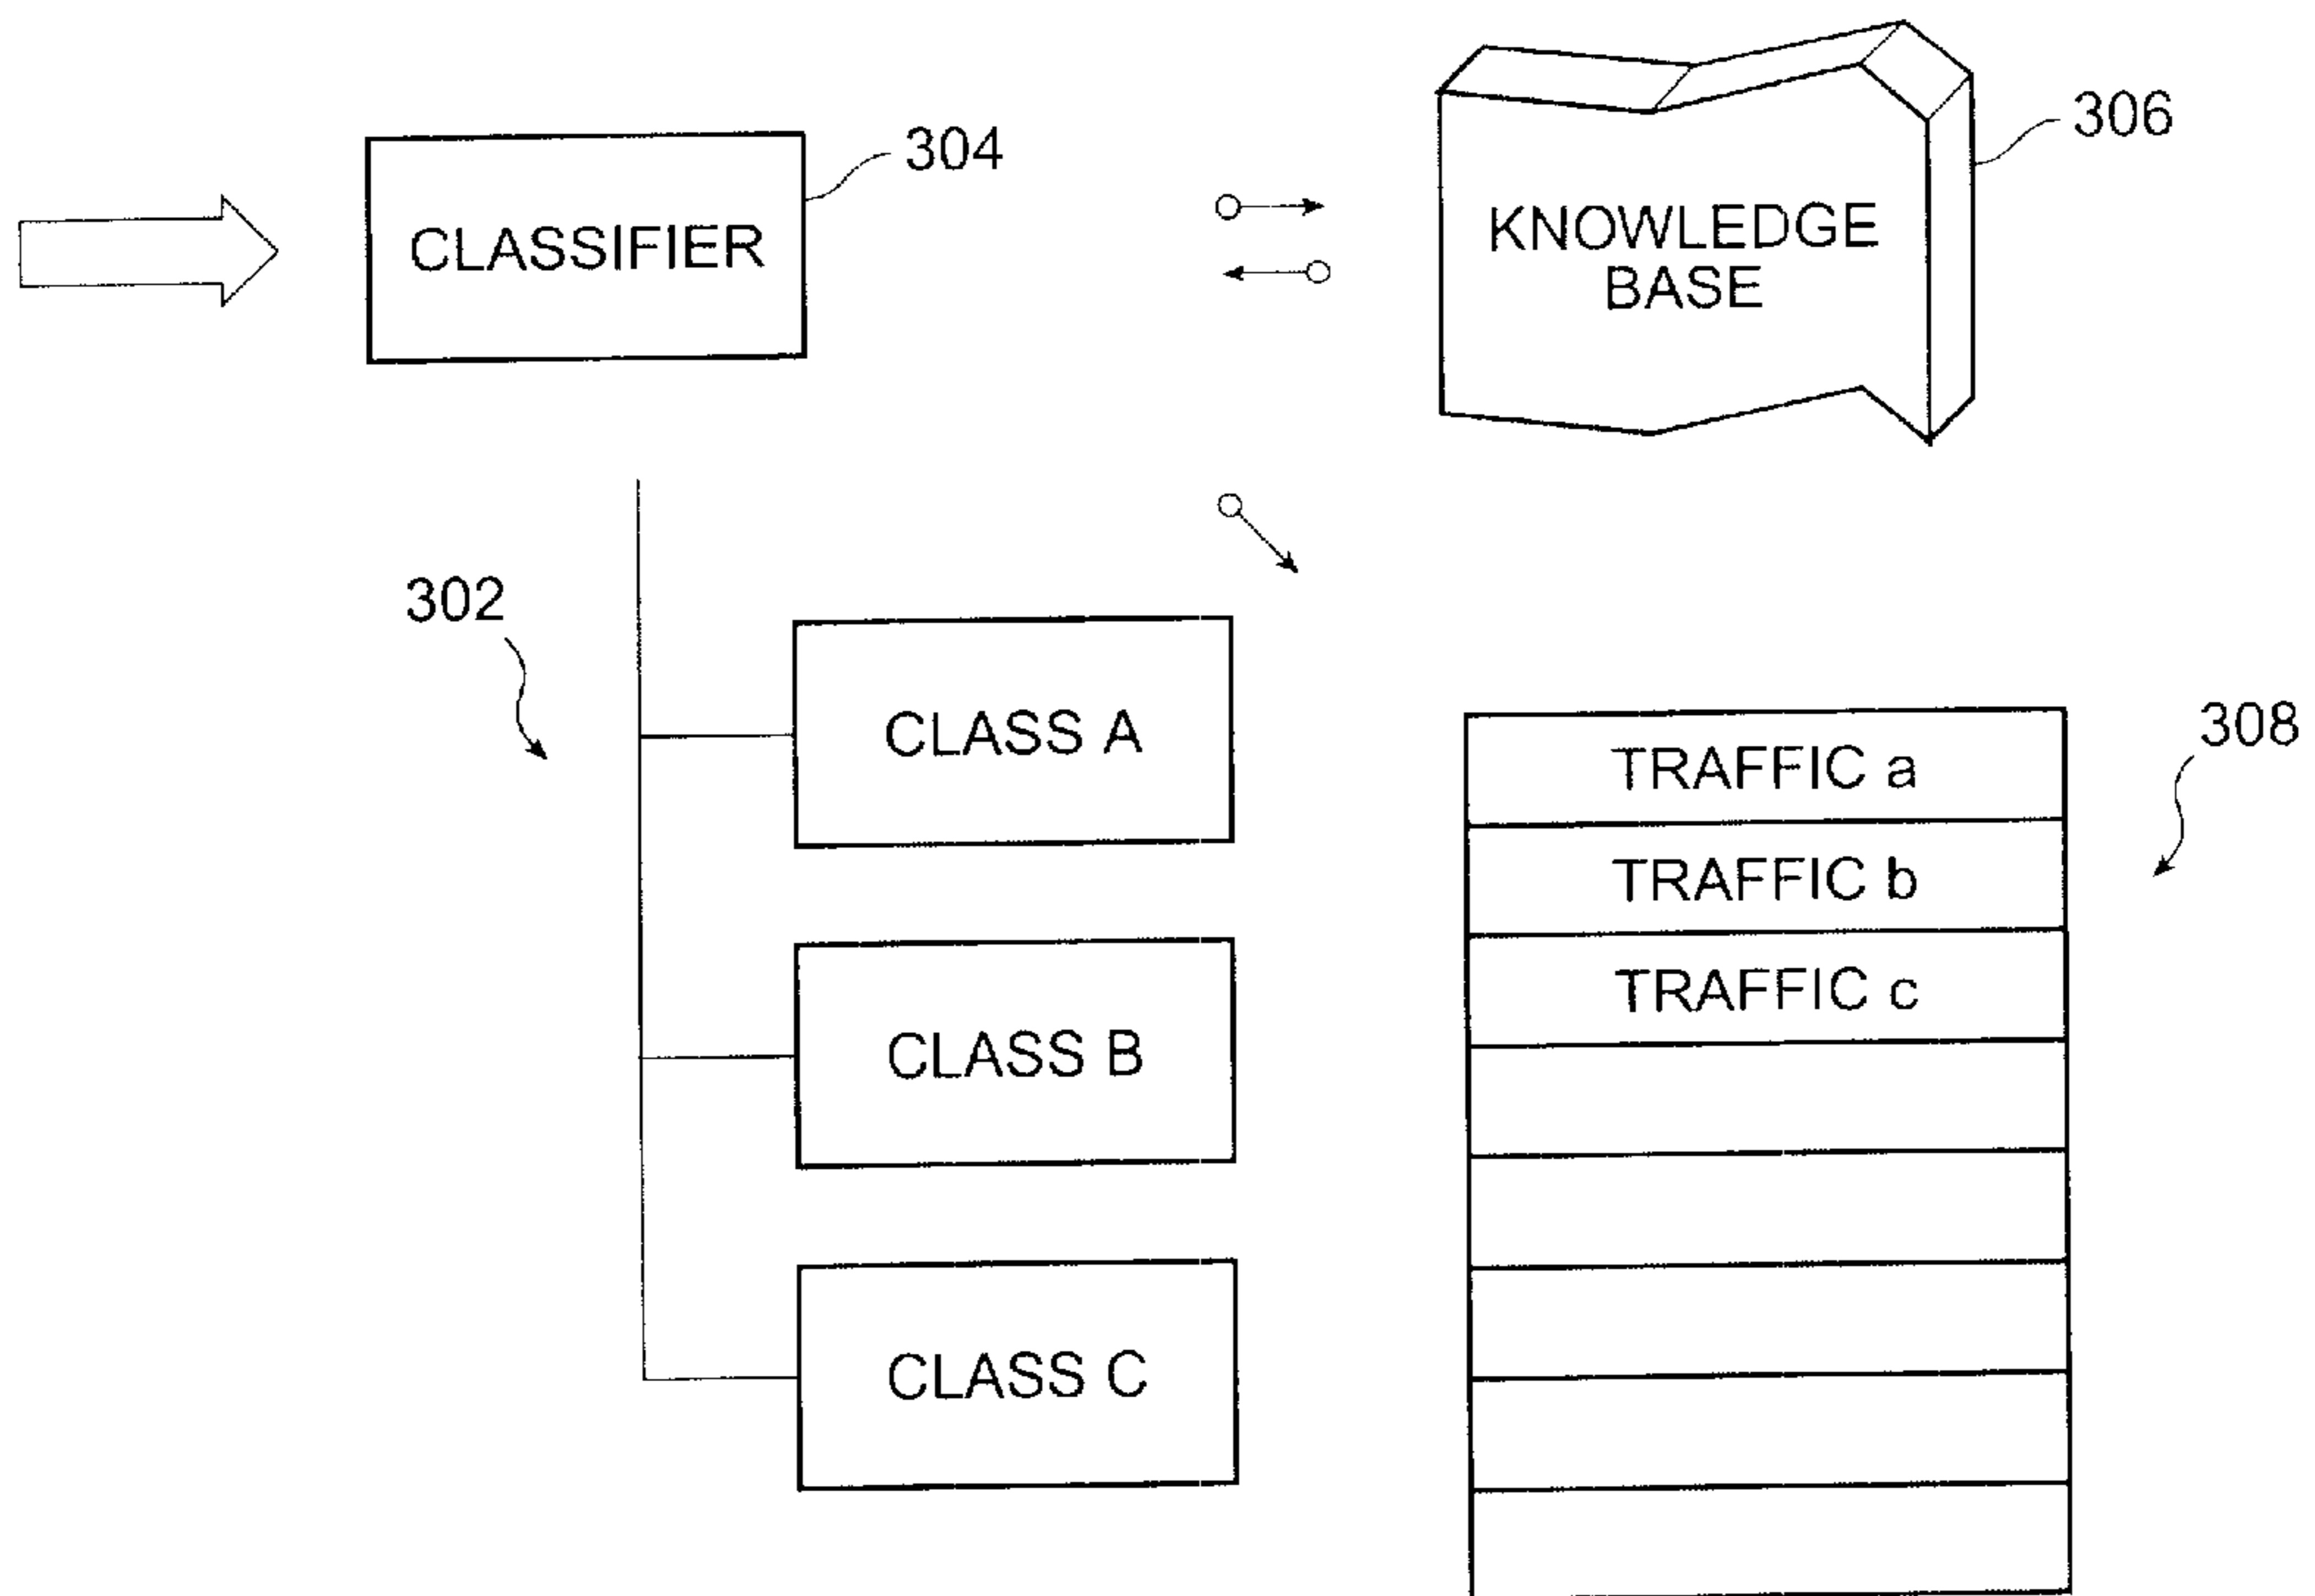 304
CLASSIFIER
306
KNOWLEDGE
BASE
302
CLASS A
CLASS B
CLASS C
308
TRAFFIC a
TRAFFIC b
TRAFFIC c